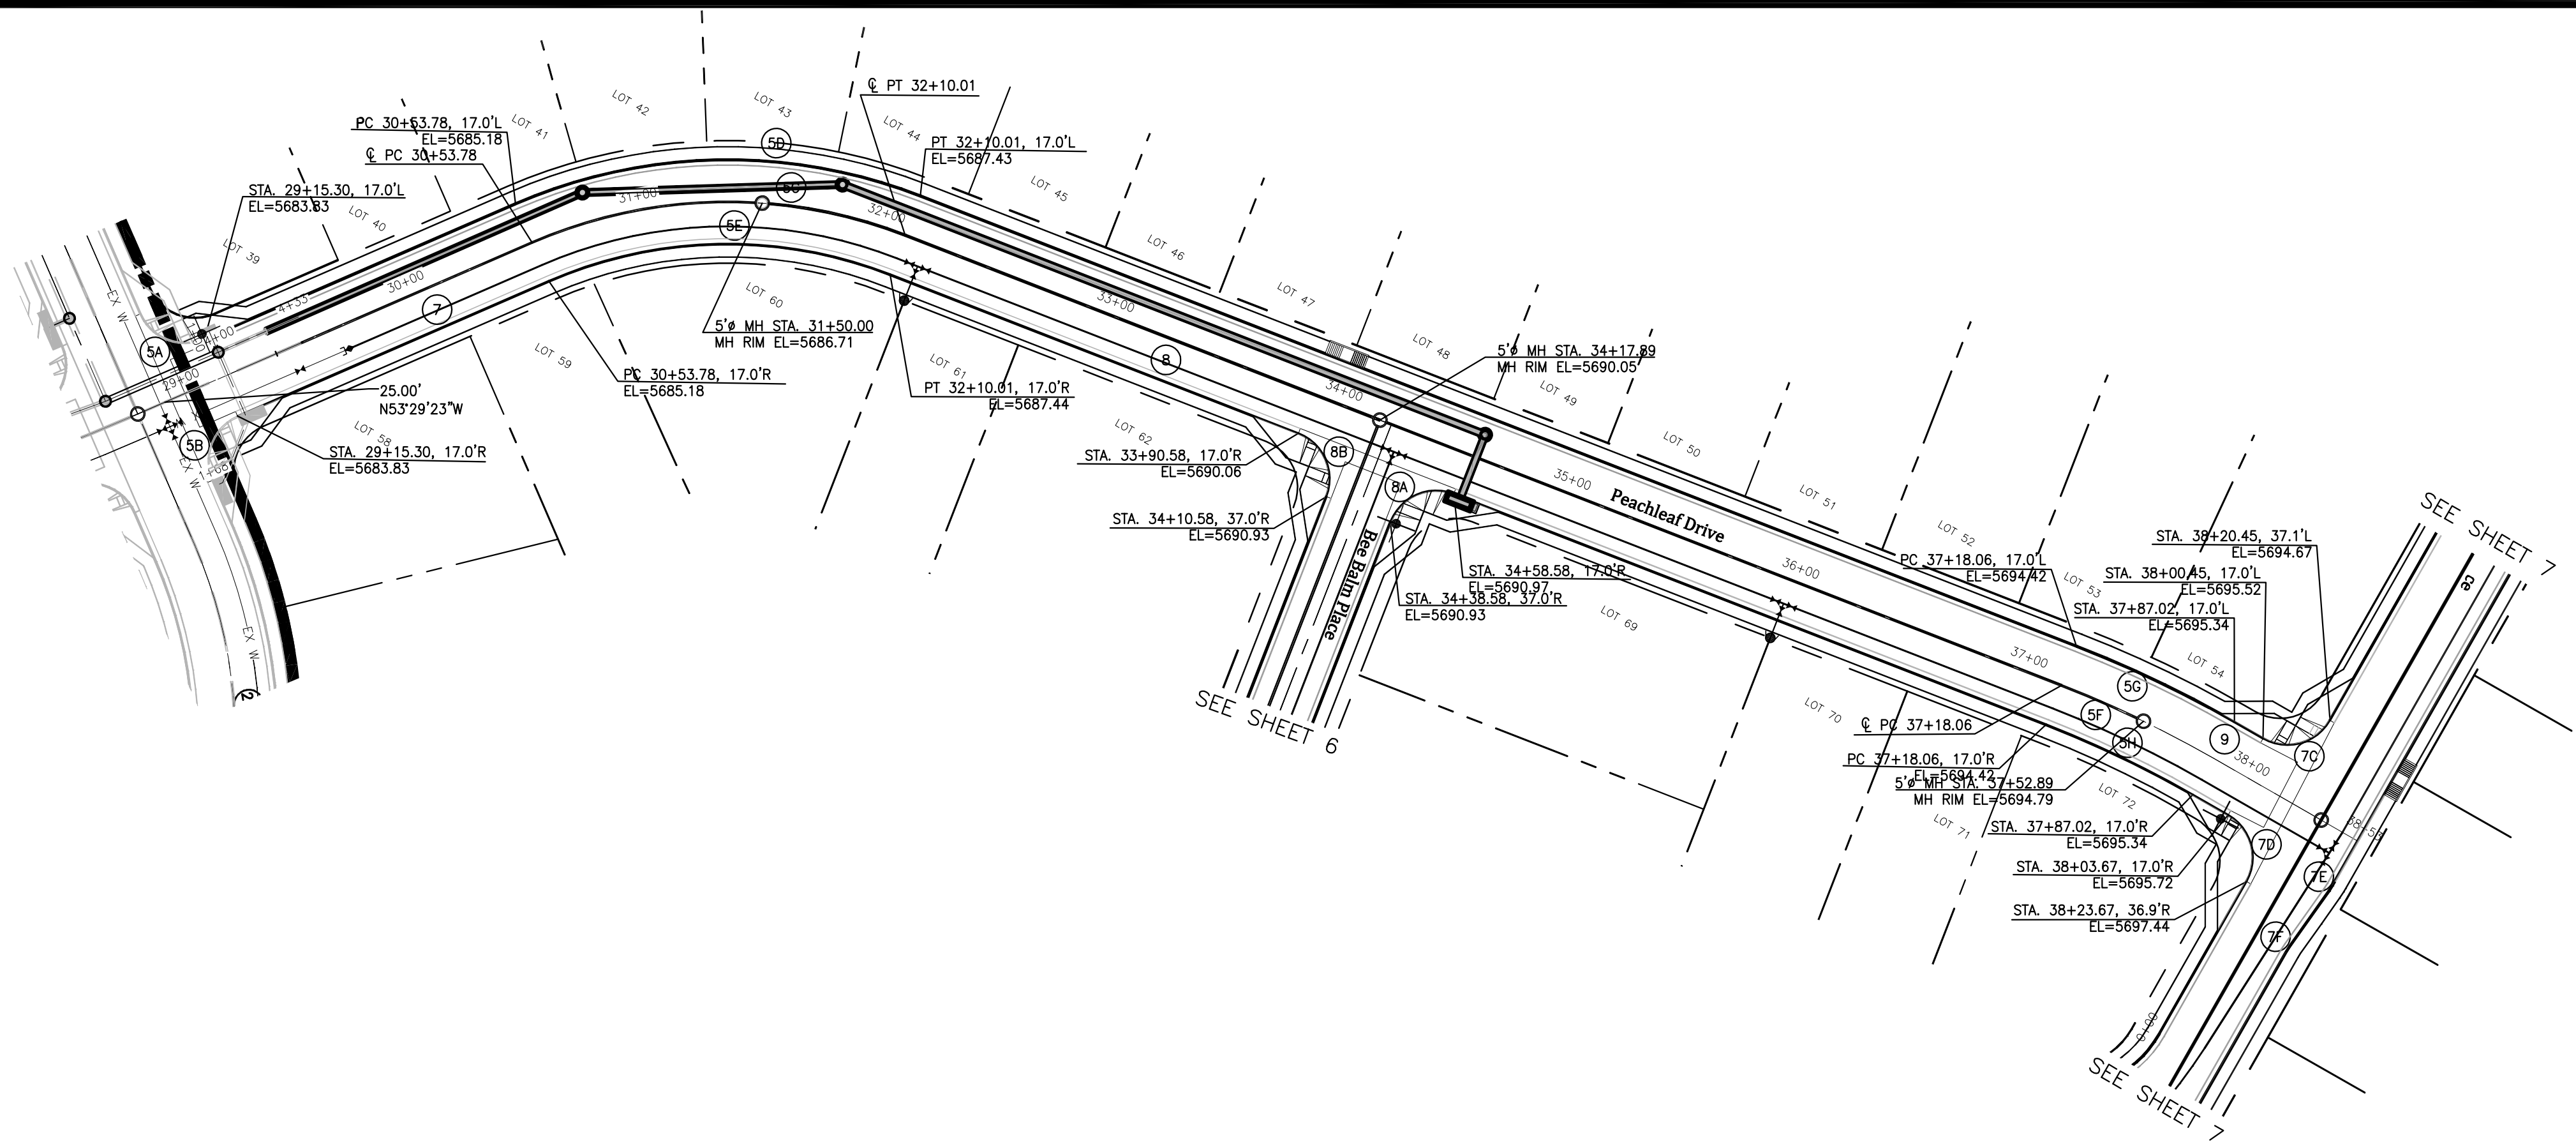 LOT 42
LOT 43
℄ PT 32+10.01
PC 30+53.78, 17.0'L
EL=5685.18
LOT 41
LOT 44
PT 32+10.01, 17.0'L
EL=5687.43
℄ PC 30+53.78
5D
STA. 29+15.30, 17.0'L
EL=5683.83
LOT 40
31+00
5C
32+00
LOT 45
LOT 39
5E
LOT 46
30+00
4+33
7
LOT 60
33+00
LOT 47
EX W
5'ø MH STA. 31+50.00
MH RIM EL=5686.71
4+00
5A
29+00
LOT 59
LOT 61
8
LOT 48
5'ø MH STA. 34+17.89
MH RIM EL=5690.05
PC 30+53.78, 17.0'R
EL=5685.18
PT 32+10.01, 17.0'R
EL=5687.44
34+00
LOT 49
25.00'
N53°29'23"W
LOT 58
5B
STA. 29+15.30, 17.0'R
EL=5683.83
EX W
1+68
LOT 62
8B
LOT 50
STA. 33+90.58, 17.0'R
EL=5690.06
8A
35+00
Peachleaf Drive
LOT 51
STA. 34+10.58, 37.0'R
EL=5690.93
Bee Balm Place
LOT 52
SEE SHEET 7
STA. 38+20.45, 37.1'L
EL=5694.67
PC 37+18.06, 17.0'L
EL=5694.42
STA. 38+00.45, 17.0'L
EL=5695.52
36+00
STA. 34+58.58, 17.0'R
EL=5690.97
STA. 34+38.58, 37.0'R
EL=5690.93
LOT 53
ce
STA. 37+87.02, 17.0'L
EL=5695.34
LOT 69
EX W
37+00
LOT 54
5G
(2
SEE SHEET 6
LOT 70
5F
℄ PC 37+18.06
5H
9
7C
38+00
PC 37+18.06, 17.0'R
EL=5694.42
5'ø MH STA. 37+52.89
MH RIM EL=5694.79
LOT 72
LOT 71
38+53
STA. 37+87.02, 17.0'R
EL=5695.34
7D
STA. 38+03.67, 17.0'R
EL=5695.72
7E
STA. 38+23.67, 36.9'R
EL=5697.44
7F
SEE SHEET 7